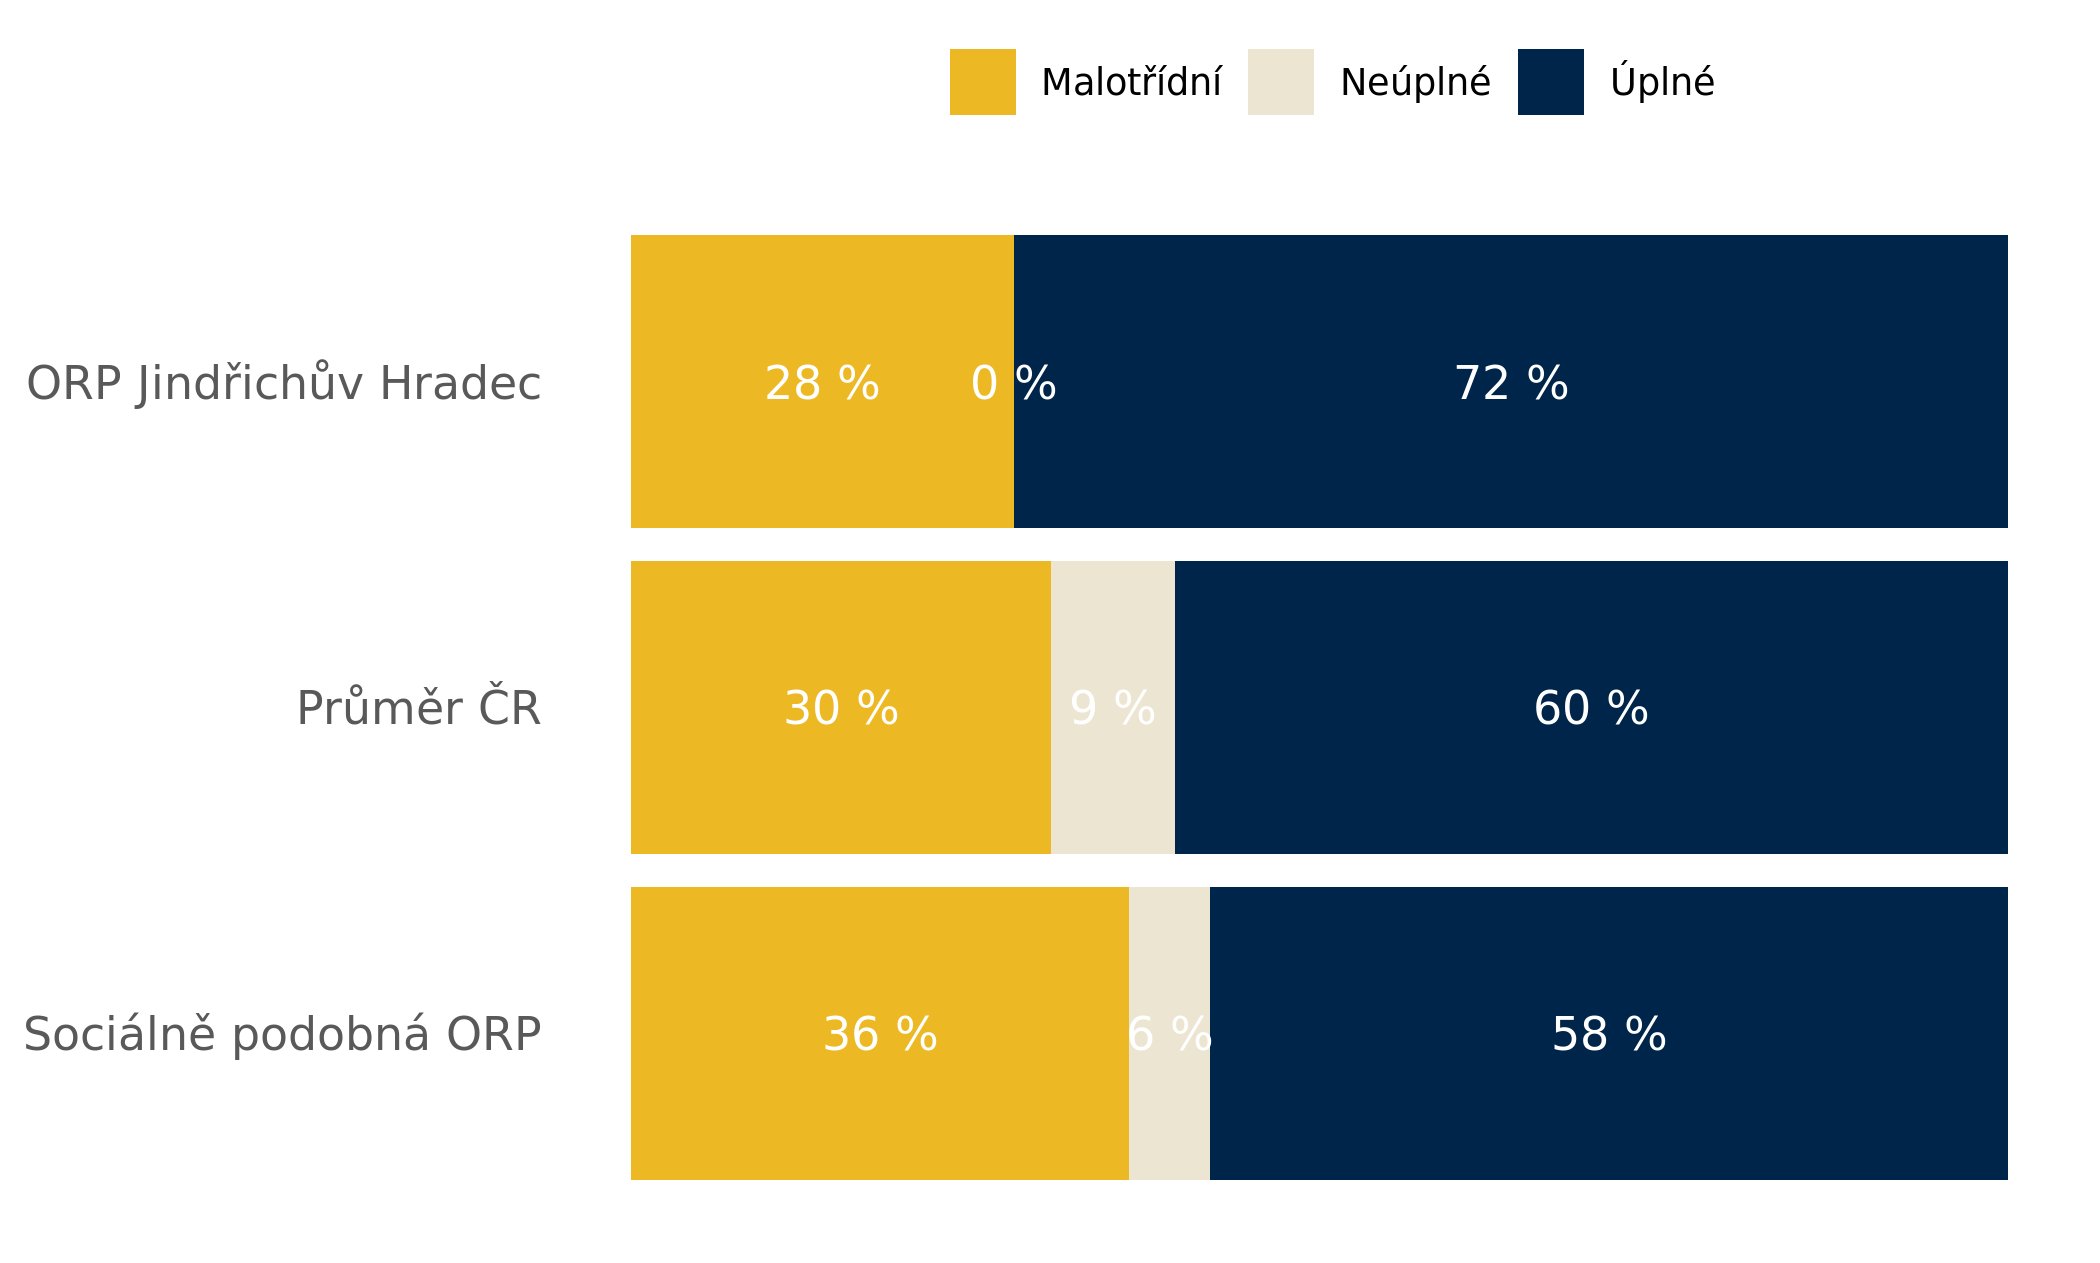 Malotřídní Neúplné Úplné
ORP Jindřichův Hradec 28 % 0 % 72 %
Průměr ČR 30 % 9 % 60 %
Sociálně podobná ORP 36 % 6 % 58 %